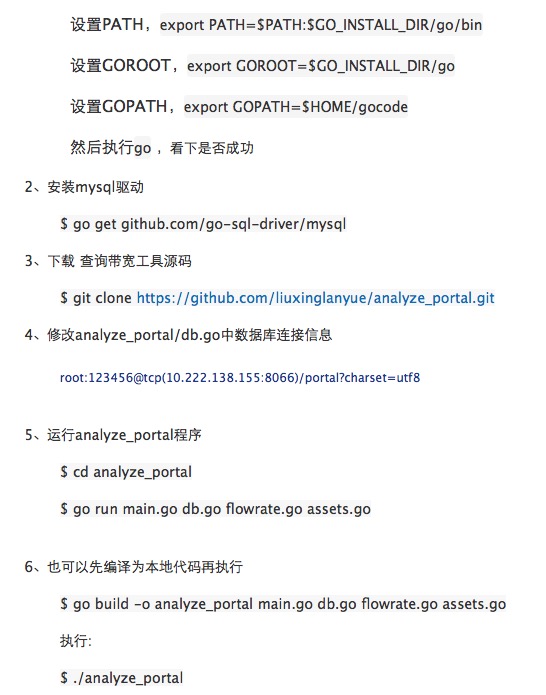 设置PATH，export PATH=$PATH:$GO_INSTALL_DIR/go/bin
设置GOROOT，export GOROOT=$GO_INSTALL_DIR/go
设置GOPATH，export GOPATH=$HOME/gocode
然后执行go ，看下是否成功
2、安装mysql驱动
$ go get github.com/go-sql-driver/mysql
3、下载 查询带宽工具源码
$ git clone https://github.com/liuxinglanyue/analyze_portal.git
4、修改analyze_portal/db.go中数据库连接信息
root:123456@tcp(10.222.138.155:8066)/portal?charset=utf8
5、运行analyze_portal程序
$ cd analyze_portal
$ go run main.go db.go flowrate.go assets.go
6、也可以先编译为本地代码再执行
$ go build -o analyze_portal main.go db.go flowrate.go assets.go
执行:
$ ./analyze_portal